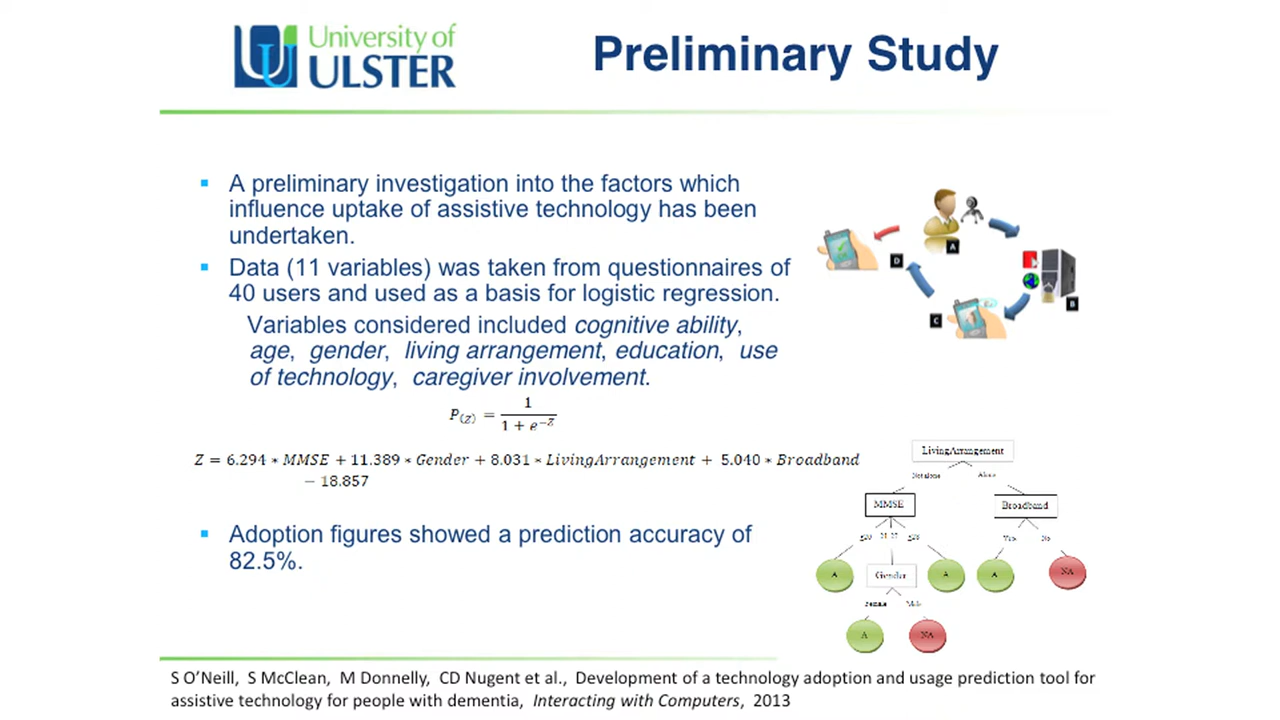 University of
ULSTER
Preliminary Study
A preliminary investigation into the factors which
influence uptake of assistive technology has been
undertaken.
Data (11 variables) was taken from questionnaires of
40 users and used as a basis for logistic regression.
Variables considered included cognitive ability,
age, gender, living arrangement, education, use
of technology, caregiver involvement.
P(Z) = 1 / (1 + e^−Z)
Z = 6.294 * MMSE + 11.389 * Gender + 8.031 * LivingArrangement + 5.040 * Broadband
− 18.857
Adoption figures showed a prediction accuracy of
82.5%.
A
B
C
D
LivingArrangement
Not alone Alone
MMSE Broadband
Yes No
A Gender A A NA
Female Male
A NA
S O’Neill, S McClean, M Donnelly, CD Nugent et al., Development of a technology adoption and usage prediction tool for
assistive technology for people with dementia, Interacting with Computers, 2013